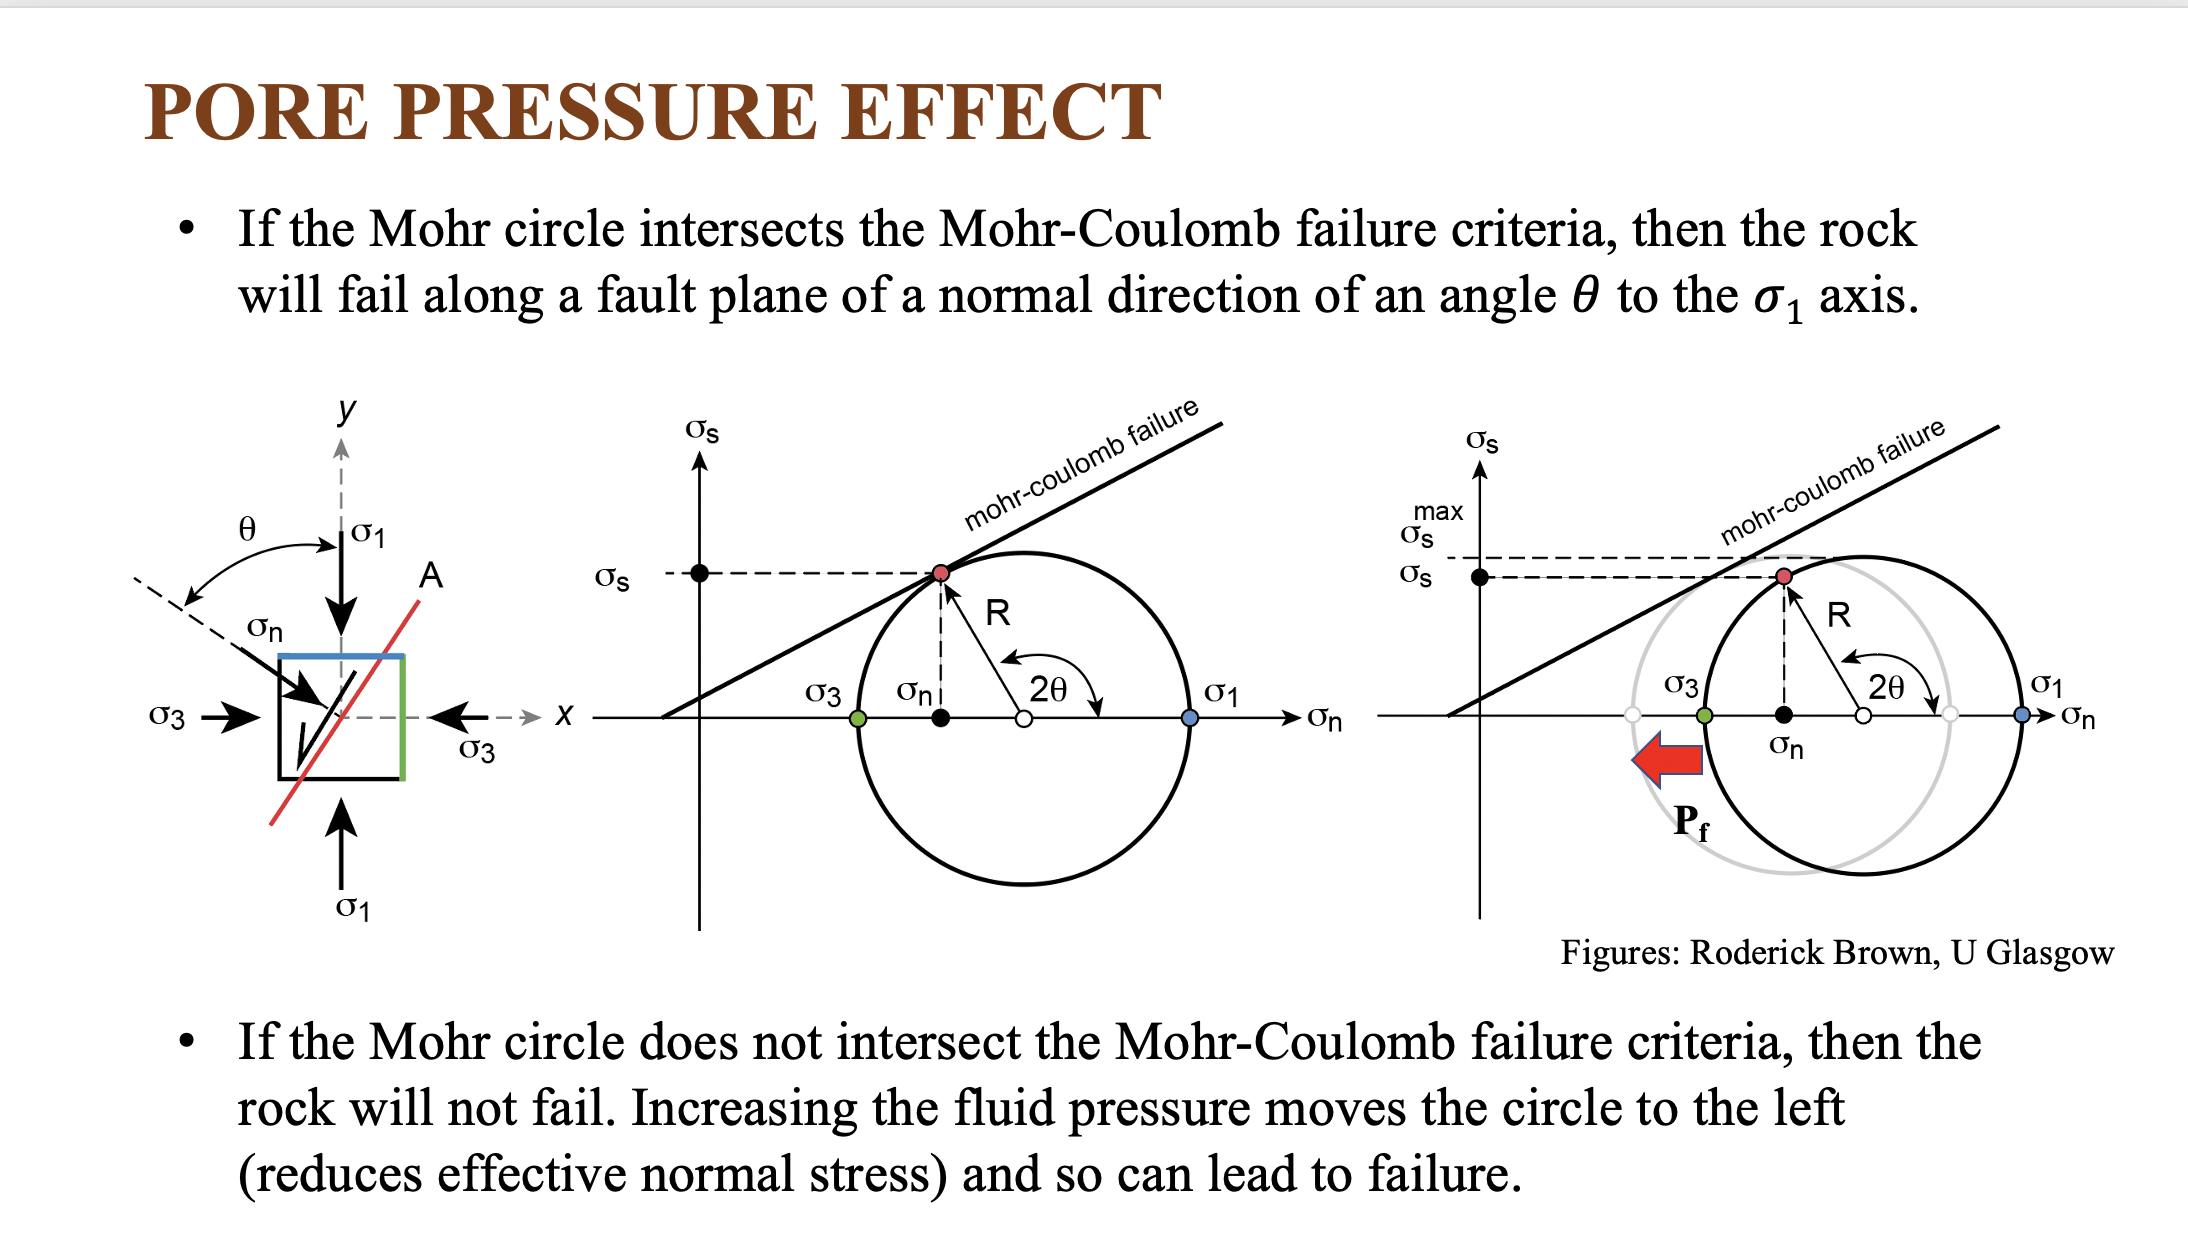 PORE PRESSURE EFFECT
• If the Mohr circle intersects the Mohr-Coulomb failure criteria, then the rock
will fail along a fault plane of a normal direction of an angle θ to the σ₁ axis.
y
θ
σ1
A
σn
σ3
x
σ3
σ1
σs
mohr-coulomb failure
σs
R
σ3
σn
2θ
σ1
σn
σs
mohr-coulomb failure
max
σs
σs
R
σ3
2θ
σ1
σn
σn
Pf
Figures: Roderick Brown, U Glasgow
• If the Mohr circle does not intersect the Mohr-Coulomb failure criteria, then the
rock will not fail. Increasing the fluid pressure moves the circle to the left
(reduces effective normal stress) and so can lead to failure.